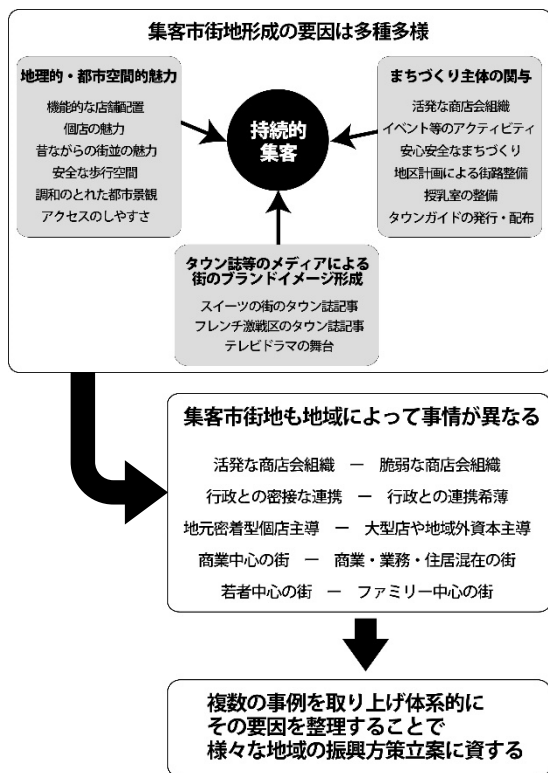 集客市街地形成の要因は多種多様
地理的・都市空間的魅力
機能的な店舗配置
個店の魅力
昔ながらの街並の魅力
安全な歩行空間
調和のとれた都市景観
アクセスのしやすさ
持続的
集客
まちづくり主体の関与
活発な商店会組織
イベント等のアクティビティ
安心安全なまちづくり
地区計画による街路整備
授乳室の整備
タウンガイドの発行・配布
タウン誌等のメディアによる
街のブランドイメージ形成
スイーツの街のタウン誌記事
フレンチ激戦区のタウン誌記事
テレビドラマの舞台
集客市街地も地域によって事情が異なる
活発な商店会組織 ー 脆弱な商店会組織
行政との密接な連携 ー 行政との連携希薄
地元密着型個店主導 ー 大型店や地域外資本主導
商業中心の街 ー 商業・業務・住居混在の街
若者中心の街 ー ファミリー中心の街
複数の事例を取り上げ体系的に
その要因を整理することで
様々な地域の振興方策立案に資する